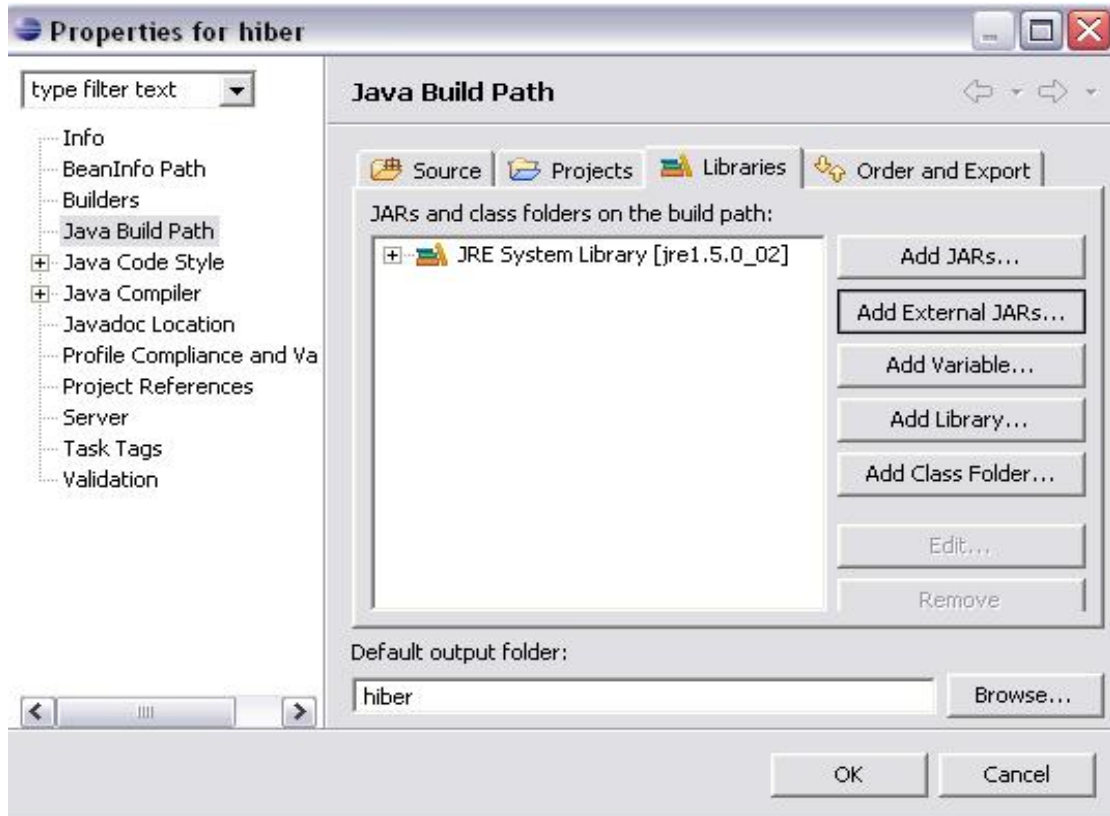 Properties for hiber
type filter text
Info
BeanInfo Path
Builders
Java Build Path
Java Code Style
Java Compiler
Javadoc Location
Profile Compliance and Va
Project References
Server
Task Tags
Validation
Java Build Path
Source
Projects
Libraries
Order and Export
JARs and class folders on the build path:
JRE System Library [jre1.5.0_02]
Add JARs...
Add External JARs...
Add Variable...
Add Library...
Add Class Folder...
Edit...
Remove
Default output folder:
hiber
Browse...
OK
Cancel